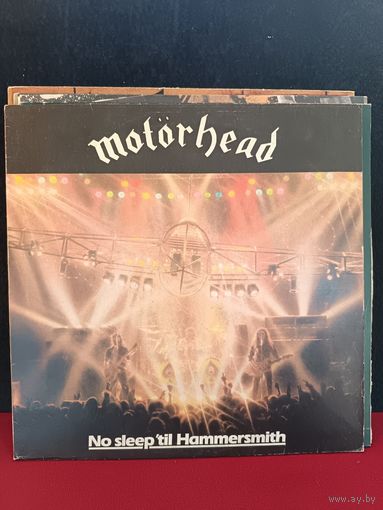 motörhead
No sleep 'til Hammersmith
www.ay.by